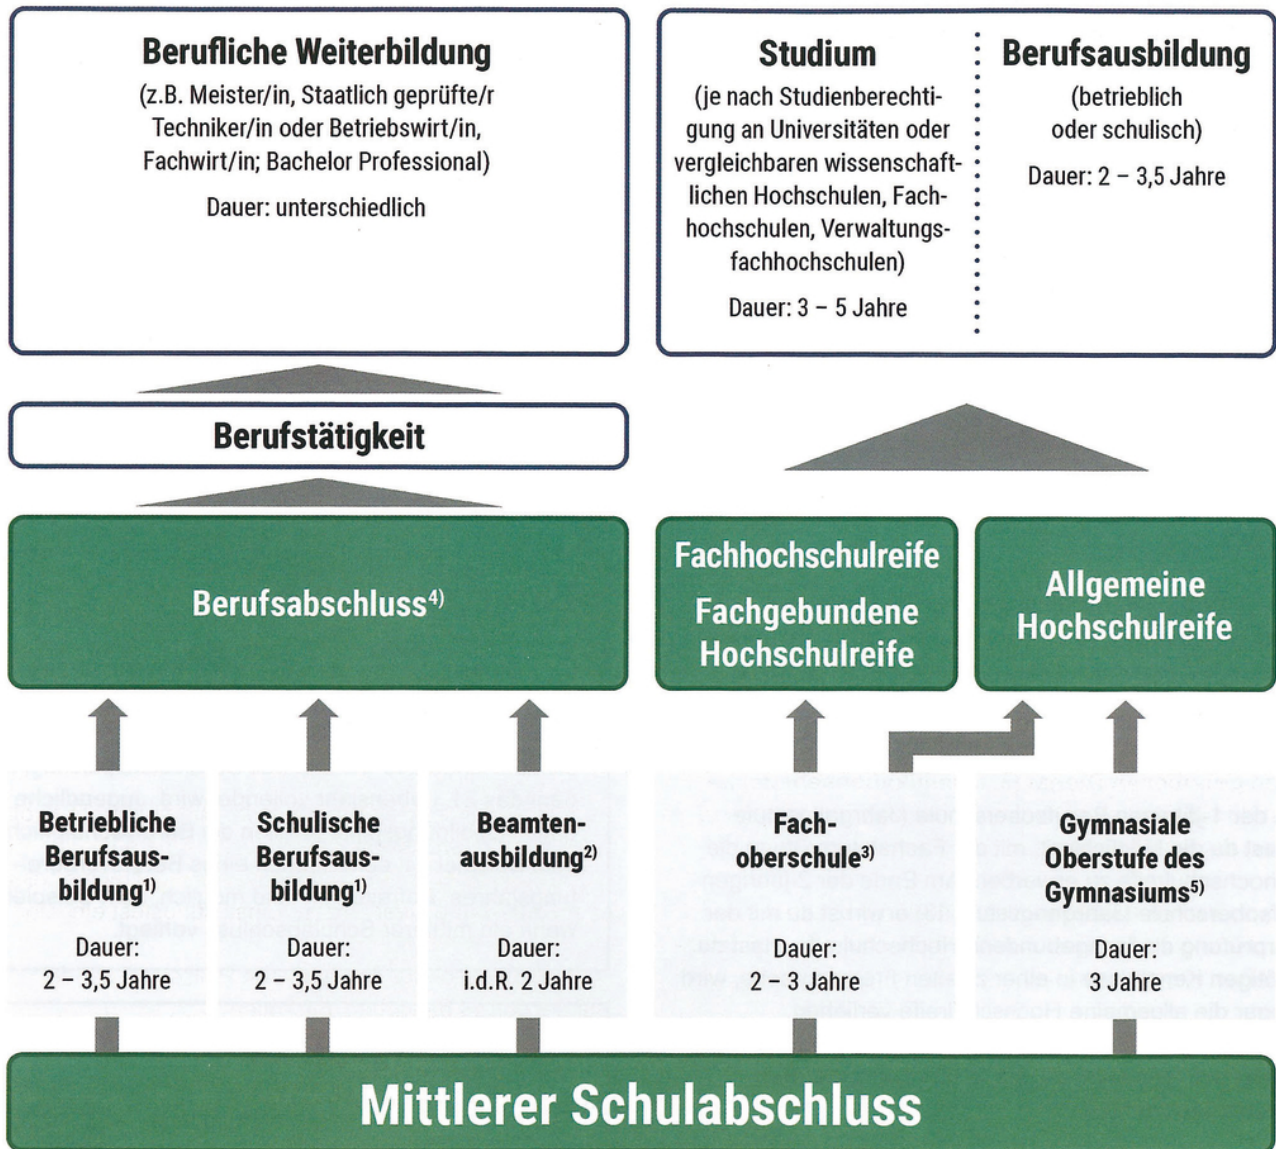 Berufliche Weiterbildung
(z.B. Meister/in, Staatlich geprüfte/r
Techniker/in oder Betriebswirt/in,
Fachwirt/in; Bachelor Professional)
Dauer: unterschiedlich
Studium
(je nach Studienberechti-
gung an Universitäten oder
vergleichbaren wissenschaft-
lichen Hochschulen, Fach-
hochschulen, Verwaltungs-
fachhochschulen)
Dauer: 3 – 5 Jahre
Berufsausbildung
(betrieblich
oder schulisch)
Dauer: 2 – 3,5 Jahre
Berufstätigkeit
Berufsabschluss4)
Fachhochschulreife
Fachgebundene
Hochschulreife
Allgemeine
Hochschulreife
Betriebliche
Berufsaus-
bildung1)
Dauer:
2 – 3,5 Jahre
Schulische
Berufsaus-
bildung1)
Dauer:
2 – 3,5 Jahre
Beamten-
ausbildung2)
Dauer:
i.d.R. 2 Jahre
Fach-
oberschule3)
Dauer:
2 – 3 Jahre
Gymnasiale
Oberstufe des
Gymnasiums5)
Dauer:
3 Jahre
Mittlerer Schulabschluss